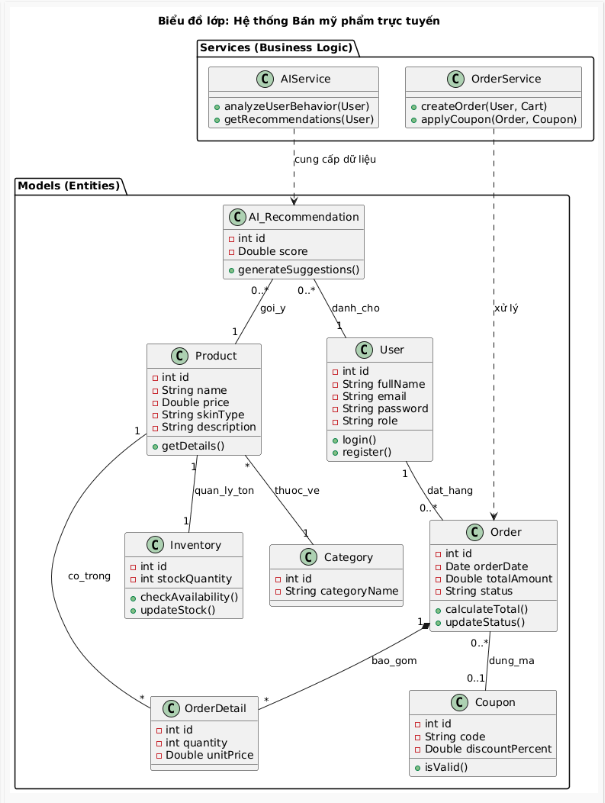 Biểu đồ lớp: Hệ thống Bán mỹ phẩm trực tuyến
Services (Business Logic)
C AIService
analyzeUserBehavior(User)
getRecommendations(User)
C OrderService
createOrder(User, Cart)
applyCoupon(Order, Coupon)
cung cấp dữ liệu
xử lý
Models (Entities)
C AI_Recommendation
int id
Double score
generateSuggestions()
0..*
0..*
goi_y
danh_cho
1
1
C Product
int id
String name
Double price
String skinType
String description
getDetails()
C User
int id
String fullName
String email
String password
String role
login()
register()
1
1
*
1
quan_ly_ton
thuoc_ve
dat_hang
1
1
0..*
C Inventory
int id
int stockQuantity
checkAvailability()
updateStock()
C Category
int id
String categoryName
C Order
int id
Date orderDate
Double totalAmount
String status
calculateTotal()
updateStatus()
co_trong
1
0..*
bao_gom
dung_ma
0..1
*
*
C OrderDetail
int id
int quantity
Double unitPrice
C Coupon
int id
String code
Double discountPercent
isValid()